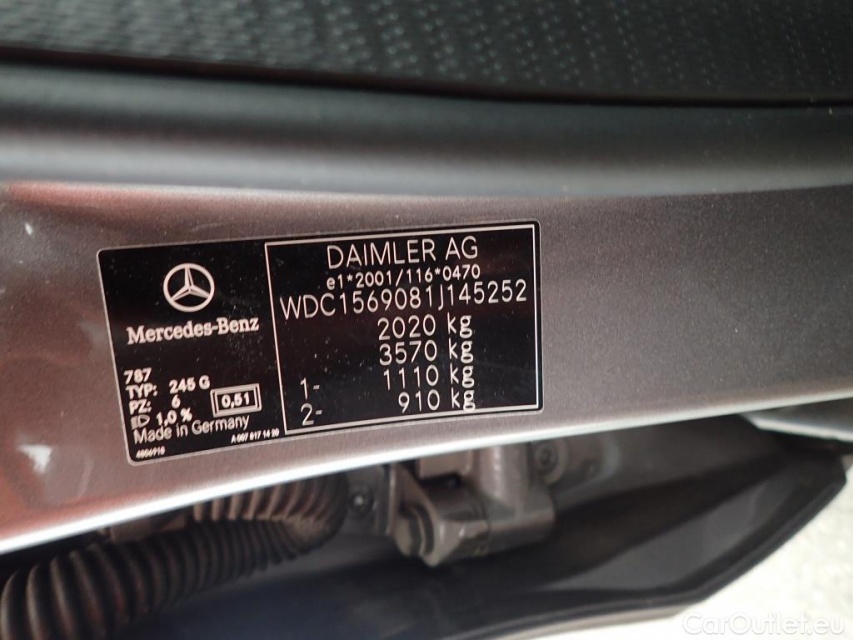 Mercedes-Benz
787
TYP: 245 G
PZ: 6
1,0 %
0,51
Made in Germany
DAIMLER AG
e1*2001/116*0470
WDC1569081J145252
2020 kg
3570 kg
1- 1110 kg
2- 910 kg
CarOutlet.eu